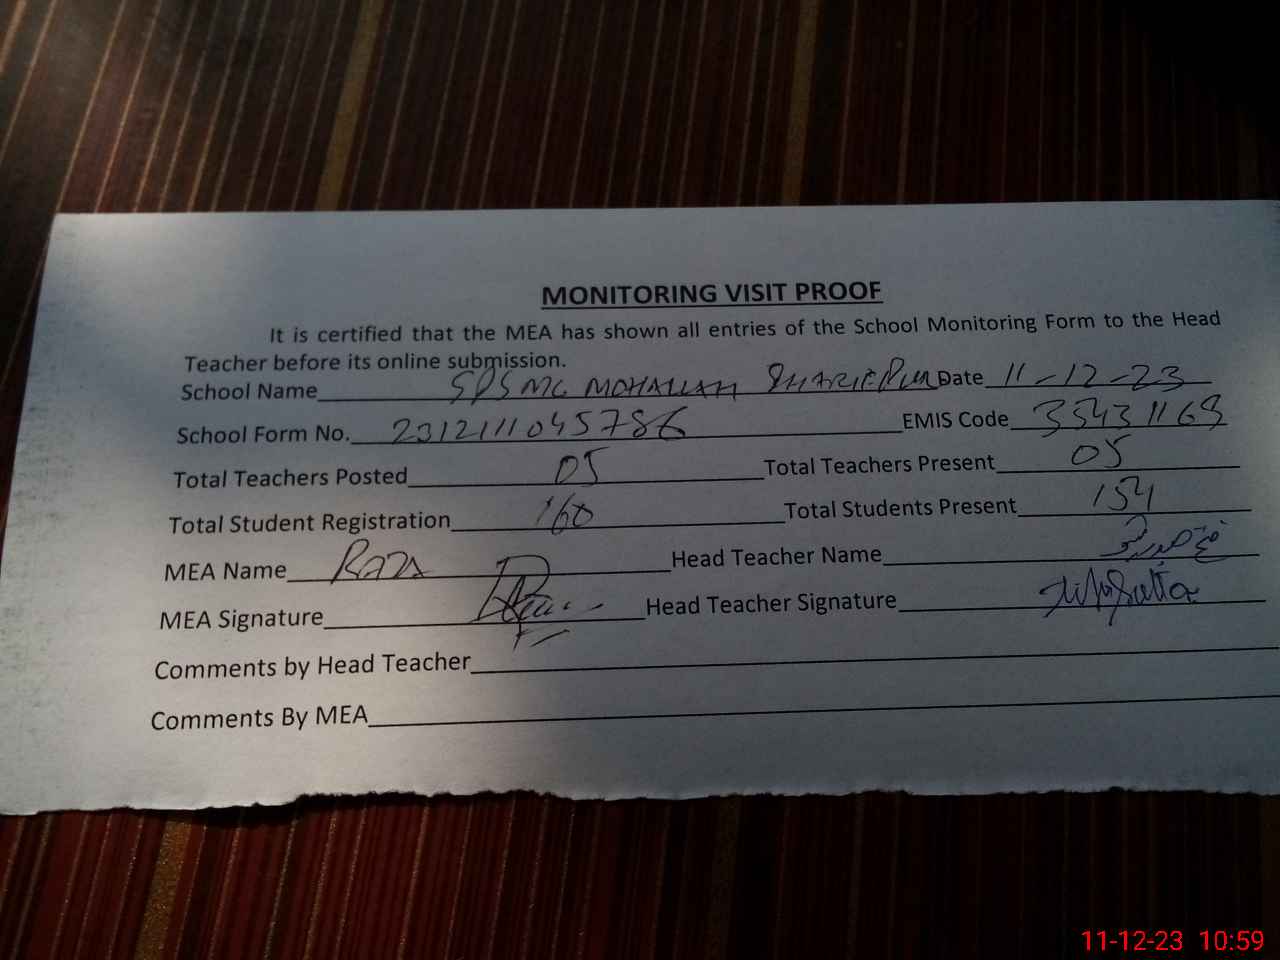 MONITORING VISIT PROOF
It is certified that the MEA has shown all entries of the School Monitoring Form to the Head
Teacher before its online submission.
School Name MOHALLAH SHARIFPURA Date 11-12-23
School Form No. 231211045786 EMIS Code 35431169
Total Teachers Posted 05 Total Teachers Present 05
Total Student Registration 160 Total Students Present 154
MEA Name RAZA Head Teacher Name
MEA Signature Head Teacher Signature
Comments by Head Teacher
Comments By MEA
11-12-23 10:59